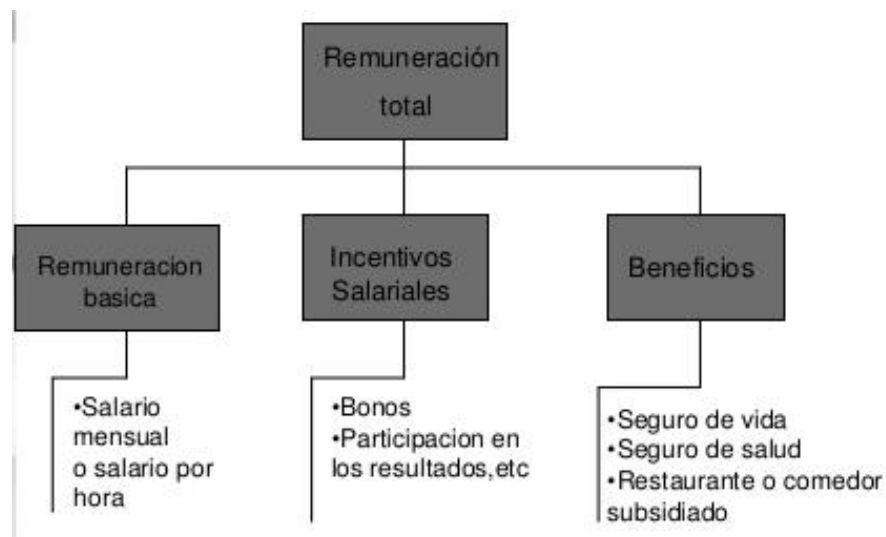 Remuneración
total
Remuneracion
basica
Incentivos
Salariales
Beneficios
•Salario
mensual
o salario por
hora
•Bonos
•Participacion en
los resultados,etc
•Seguro de vida
•Seguro de salud
•Restaurante o comedor
subsidiado